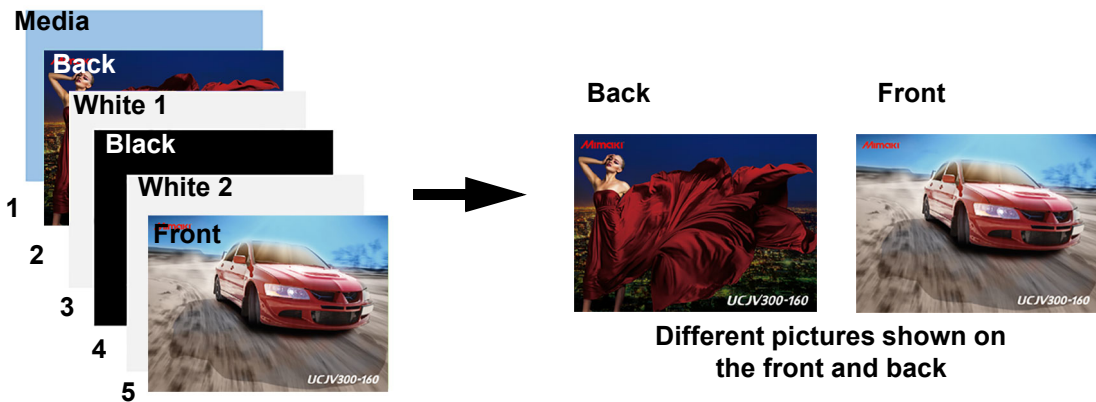 Media
Back
White 1
Black
White 2
Front
UCJV300-160
1
2
3
4
5
Back
Front
Mimaki
UCJV300-160
Mimaki
UCJV300-160
Different pictures shown on
the front and back